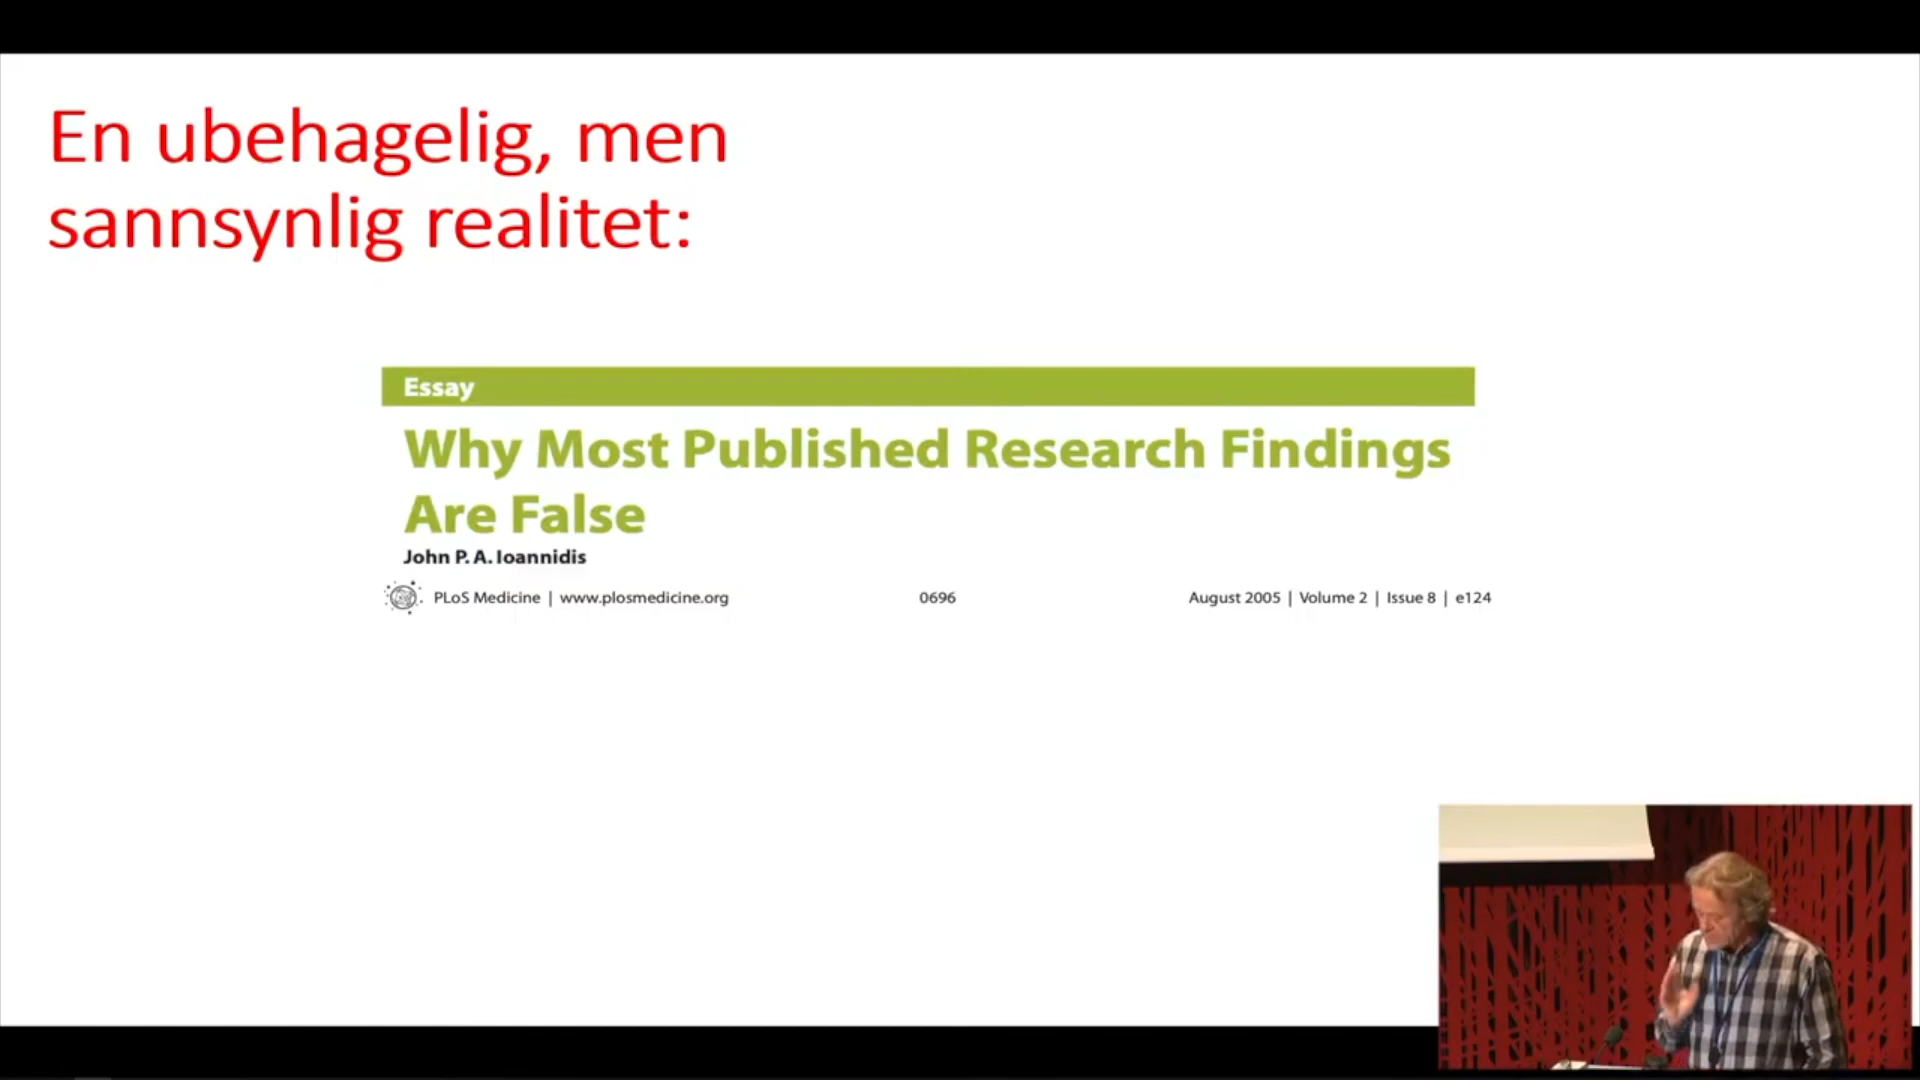 En ubehagelig, men
sannsynlig realitet:
Essay
Why Most Published Research Findings
Are False
John P. A. Ioannidis
PLoS Medicine | www.plosmedicine.org 0696 August 2005 | Volume 2 | Issue 8 | e124